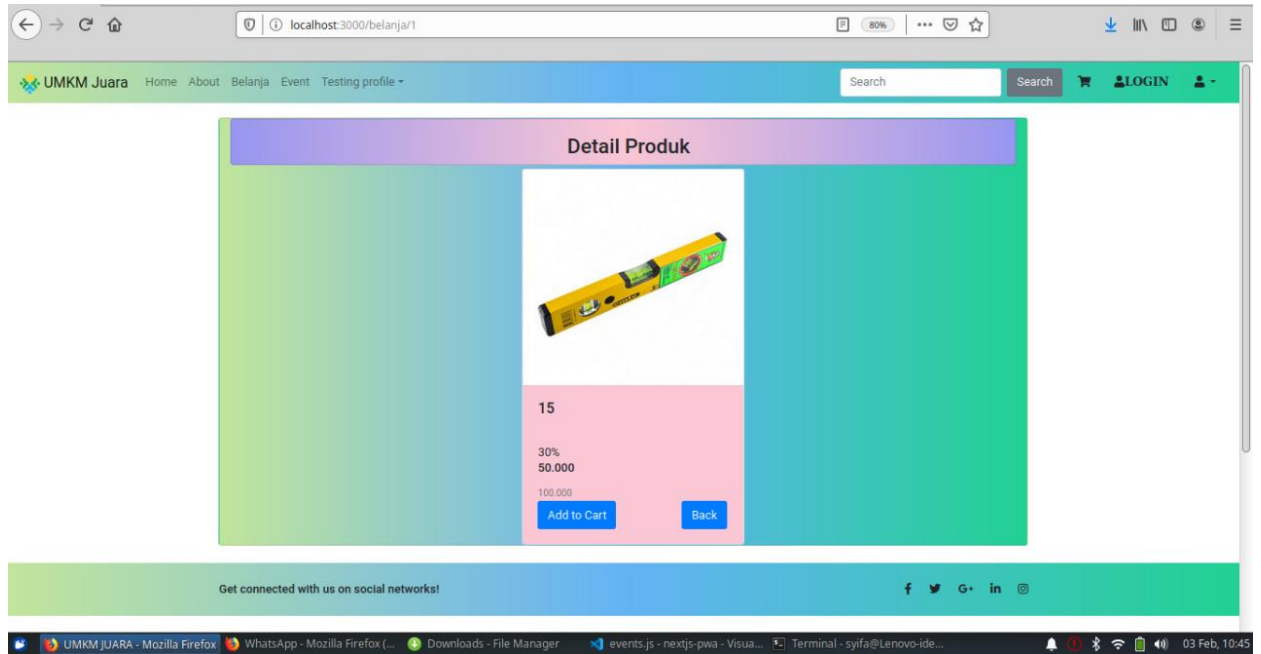 localhost:3000/belanja/1
80%
UMKM Juara Home About Belanja Event Testing profile Search Search LOGIN
Detail Produk
15
30%
50.000
100.000
Add to Cart Back
Get connected with us on social networks!
UMKM JUARA - Mozilla Firefox WhatsApp - Mozilla Firefox (... Downloads - File Manager events.js - nextjs-pwa - Visua... Terminal - syifa@Lenovo-ide... 03 Feb, 10:45